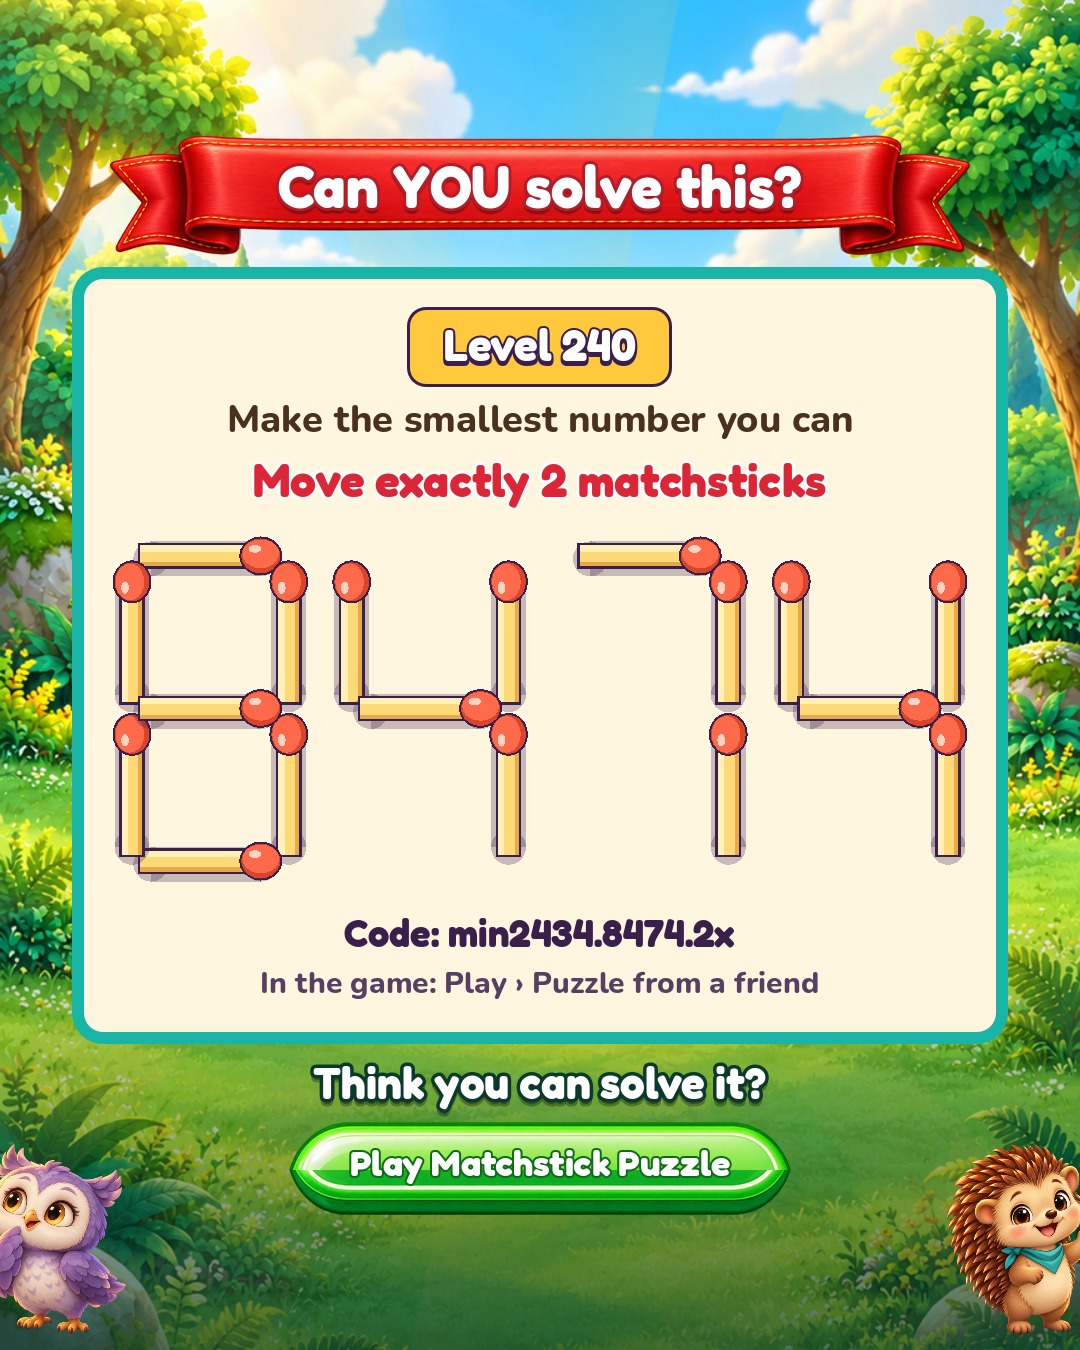 Can YOU solve this?
Level 240
Make the smallest number you can
Move exactly 2 matchsticks
8474
Code: min2434.8474.2x
In the game: Play › Puzzle from a friend
Think you can solve it?
Play Matchstick Puzzle